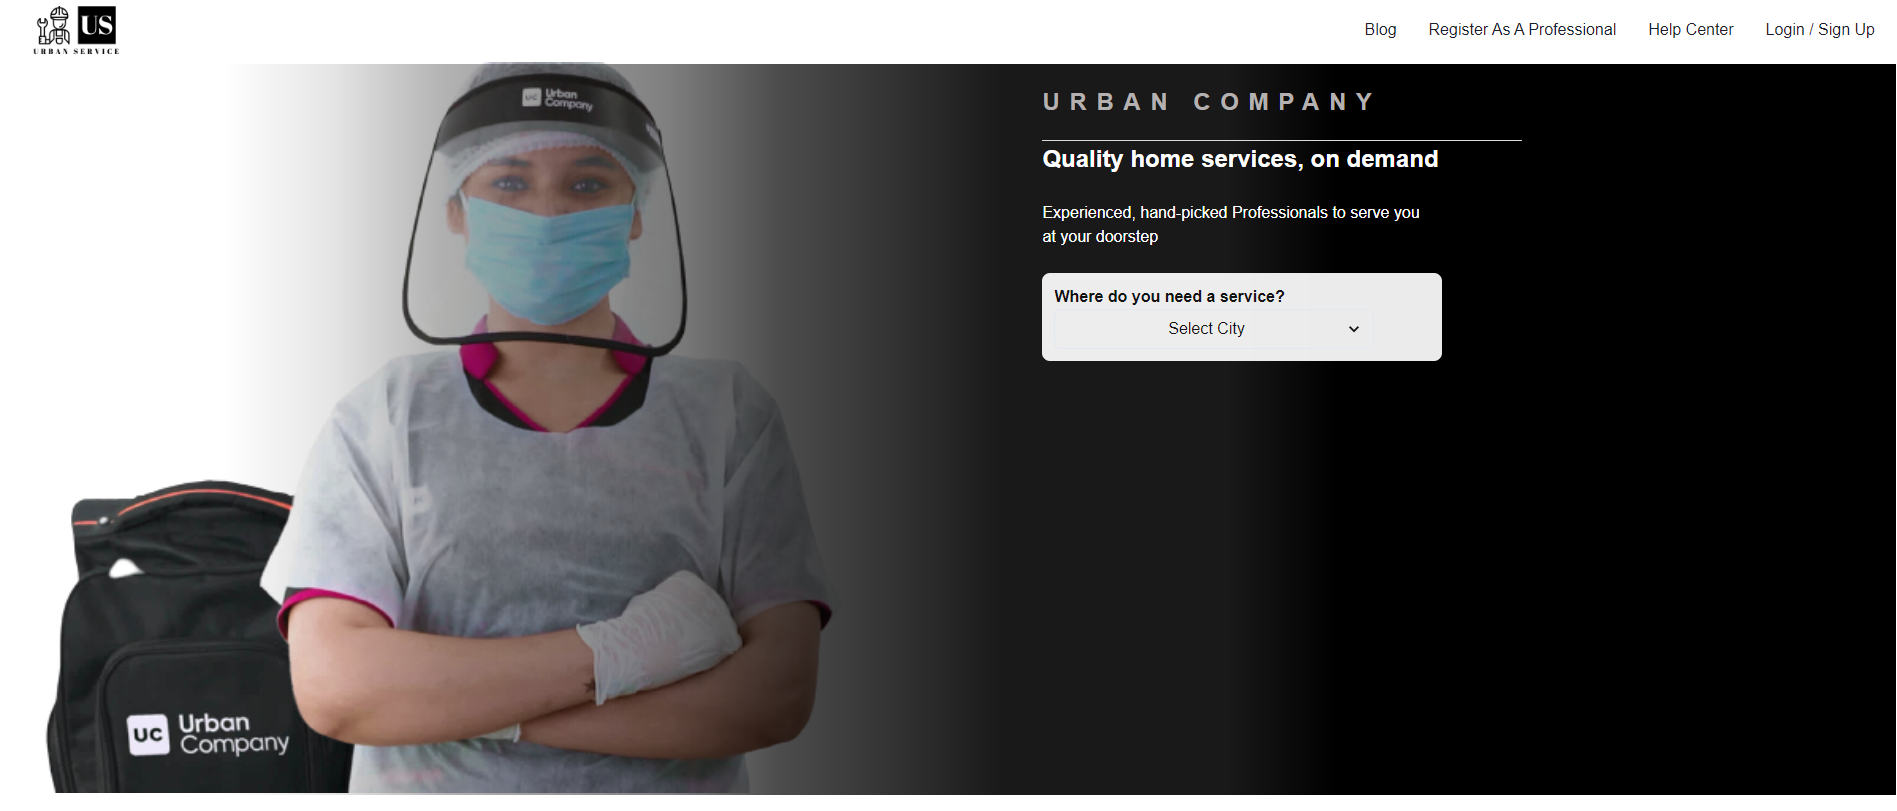 US
URBAN SERVICE
Blog
Register As A Professional
Help Center
Login / Sign Up
UC Urban
Company
URBAN COMPANY
Quality home services, on demand
Experienced, hand-picked Professionals to serve you
at your doorstep
Where do you need a service?
Select City
UC Urban
Company